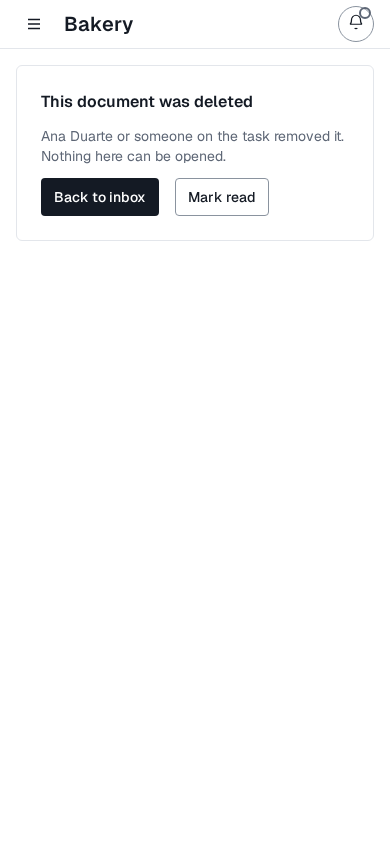 Bakery
This document was deleted
Ana Duarte or someone on the task removed it.
Nothing here can be opened.
Back to inbox
Mark read